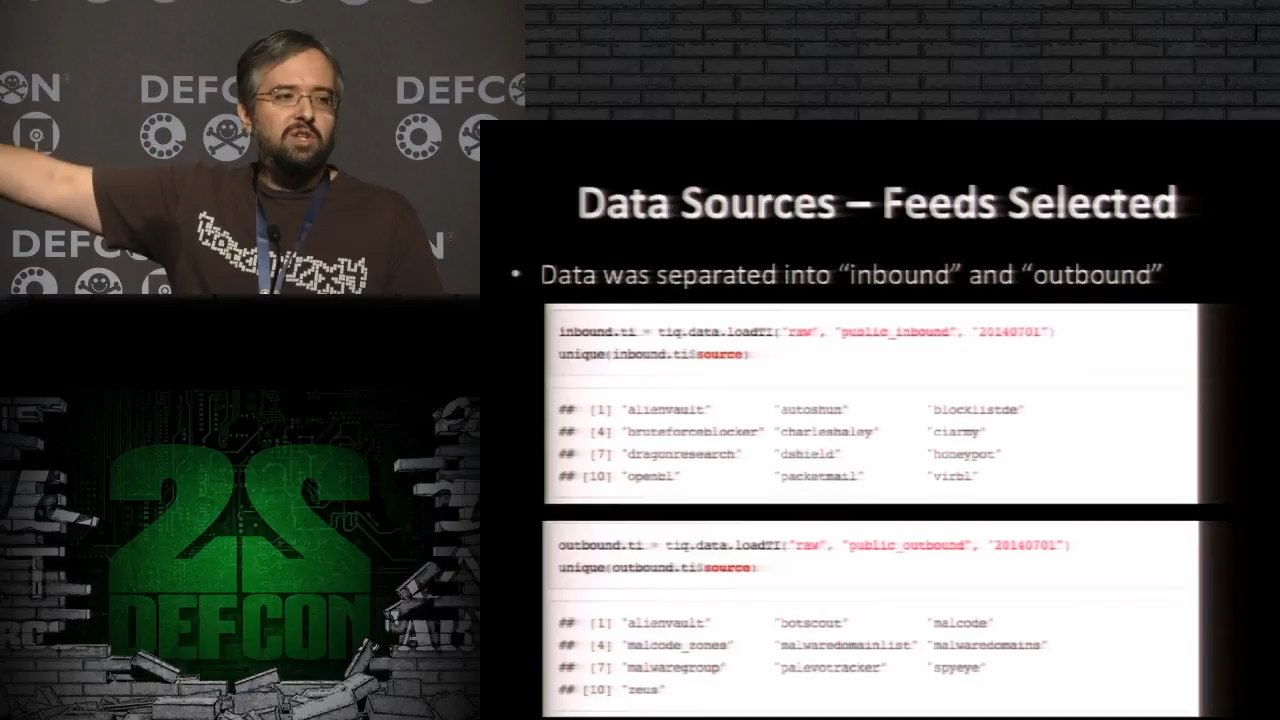 DEFCON
DEFCON
Data Sources – Feeds Selected
• Data was separated into “inbound” and “outbound”
inbound.ti = tiq.data.loadTI("raw", "public_inbound", "20140701")
unique(inbound.ti$source)
## [1] "alienvault" "autoshun" "blocklistde"
## [4] "bruteforceblocker" "charleshaley" "ciarmy"
## [7] "dragonresearch" "dshield" "honeypot"
## [10] "openbl" "packetmail" "virbl"
outbound.ti = tiq.data.loadTI("raw", "public_outbound", "20140701")
unique(outbound.ti$source)
## [1] "alienvault" "botscout" "malcode"
## [4] "malcode_zones" "malwaredomainlist" "malwaredomains"
## [7] "malwaregroup" "palevotracker" "spyeye"
## [10] "zeus"
22
DEFCON